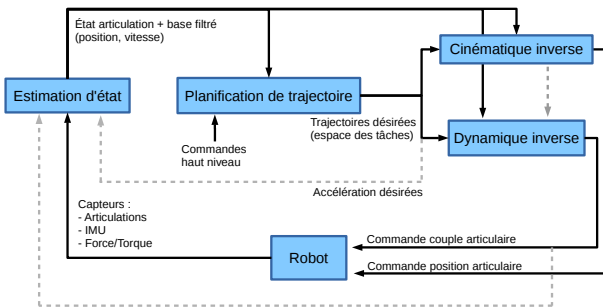 État articulation + base filtré
(position, vitesse)
Cinématique inverse
Estimation d'état
Planification de trajectoire
Trajectoires désirées
(espace des tâches)
Dynamique inverse
Commandes
haut niveau
Accélération désirées
Capteurs :
- Articulations
- IMU
- Force/Torque
Robot
Commande couple articulaire
Commande position articulaire